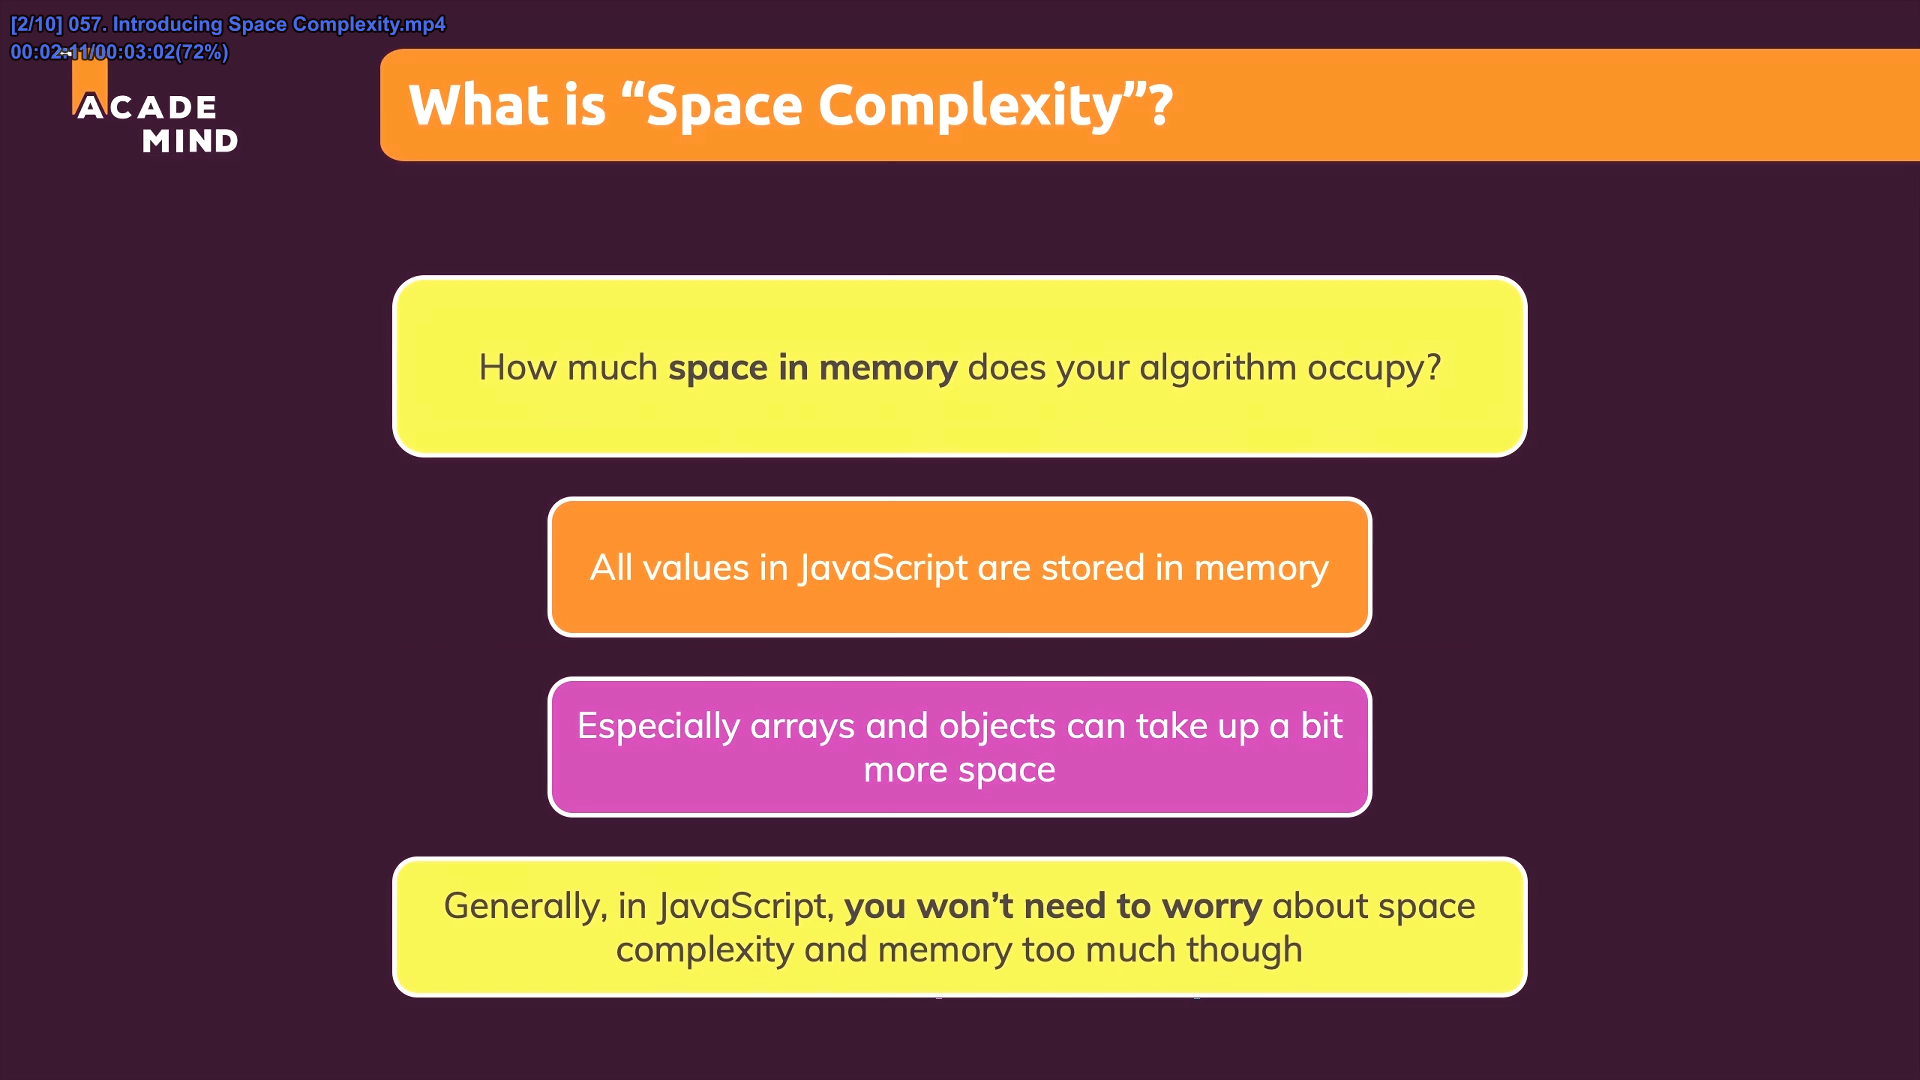 [2/10] 057. Introducing Space Complexity.mp4
00:02:11/00:03:02(72%)
ACADE
MIND
What is “Space Complexity”?
How much space in memory does your algorithm occupy?
All values in JavaScript are stored in memory
Especially arrays and objects can take up a bit
more space
Generally, in JavaScript, you won’t need to worry about space
complexity and memory too much though